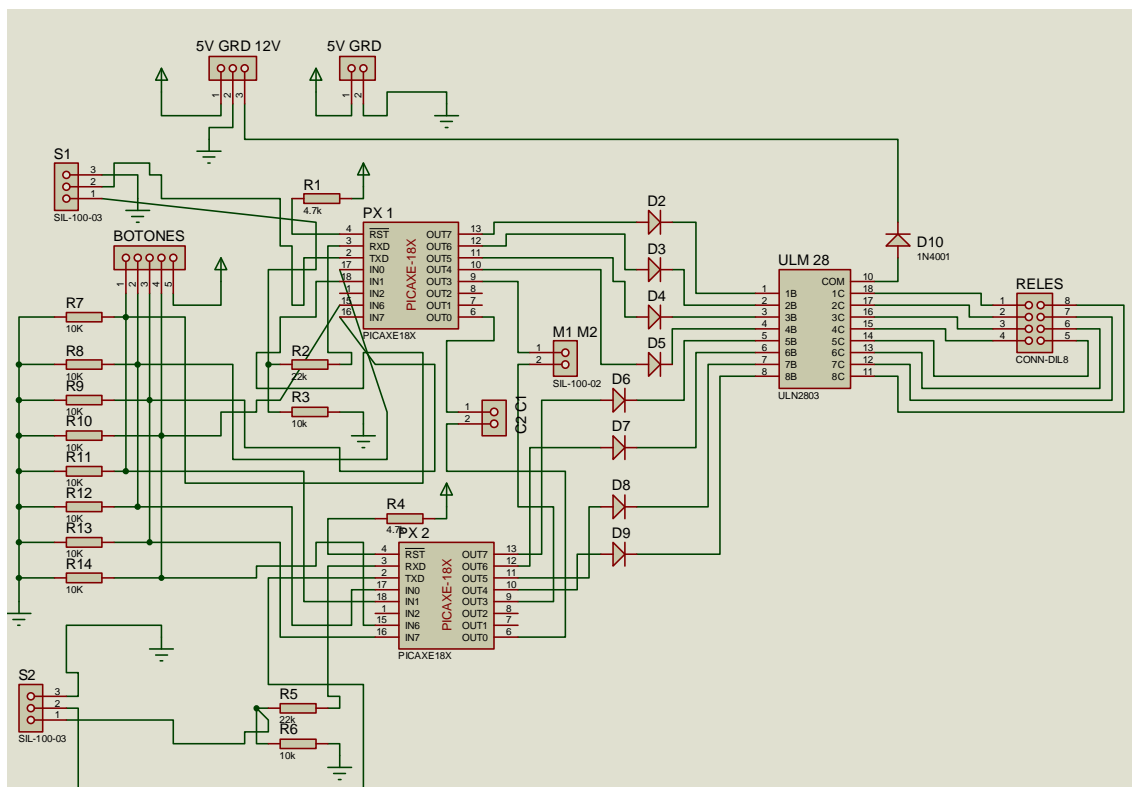 5V GRD 12V
1
2
3
5V GRD
1
2
S1
3
2
1
SIL-100-03
BOTONES
1
2
3
4
5
R1
4.7k
PX 1
PICAXE-18X
4 RST OUT7 13
3 RXD OUT6 12
2 TXD OUT5 11
17 IN0 OUT4 10
18 IN1 OUT3 9
1 IN2 OUT2 8
15 IN6 OUT1 7
16 IN7 OUT0 6
PICAXE18X
D2
D3
D4
D5
D6
D7
D8
D9
D10
1N4001
ULM 28
COM 10
1 1B 1C 18
2 2B 2C 17
3 3B 3C 16
4 4B 4C 15
5 5B 5C 14
6 6B 6C 13
7 7B 7C 12
8 8B 8C 11
ULN2803
RELES
1 8
2 7
3 6
4 5
CONN-DIL8
M1 M2
1
2
SIL-100-02
C2 C1
1
2
R2
22k
R3
10k
R7
10K
R8
10K
R9
10K
R10
10K
R11
10K
R12
10K
R13
10K
R14
10K
R4
4.7k
PX 2
PICAXE-18X
4 RST OUT7 13
3 RXD OUT6 12
2 TXD OUT5 11
17 IN0 OUT4 10
18 IN1 OUT3 9
1 IN2 OUT2 8
15 IN6 OUT1 7
16 IN7 OUT0 6
PICAXE18X
S2
3
2
1
SIL-100-03
R5
22k
R6
10k